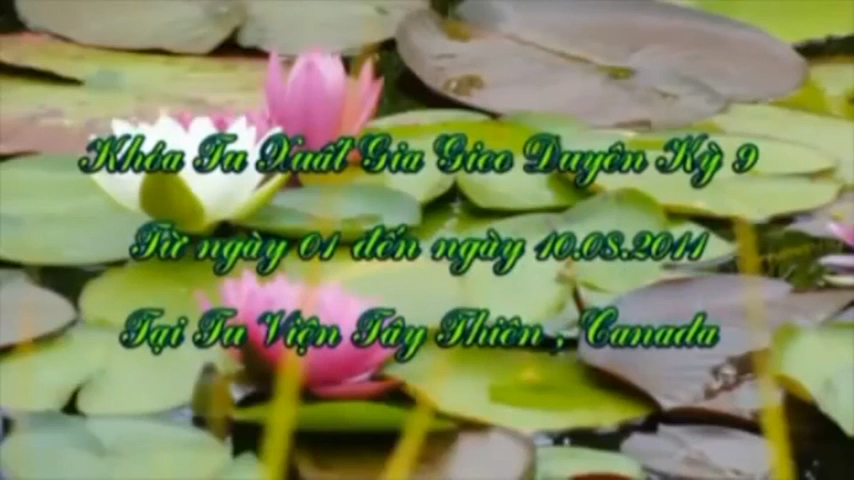 Khóa Tu Xuất Gia Gieo Duyên Kỳ 9
Từ ngày 01 đến ngày 10.08.2011
Tại Tu Viện Tây Thiên, Canada